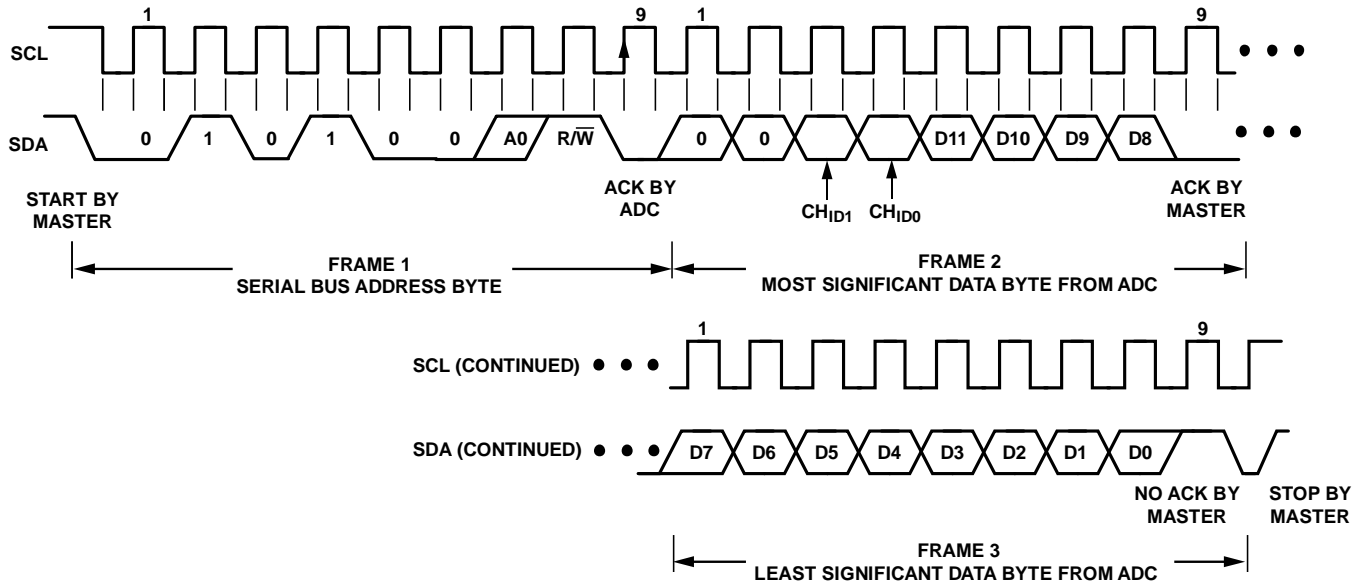 1 9 1 9
SCL
SDA
0 1 0 1 0 0 A0 R/W̅ 0 0 D11 D10 D9 D8
START BY
MASTER
ACK BY
ADC
CHID1 CHID0
ACK BY
MASTER
FRAME 1
SERIAL BUS ADDRESS BYTE
FRAME 2
MOST SIGNIFICANT DATA BYTE FROM ADC
1 9
SCL (CONTINUED)
SDA (CONTINUED)
D7 D6 D5 D4 D3 D2 D1 D0
NO ACK BY
MASTER
STOP BY
MASTER
FRAME 3
LEAST SIGNIFICANT DATA BYTE FROM ADC